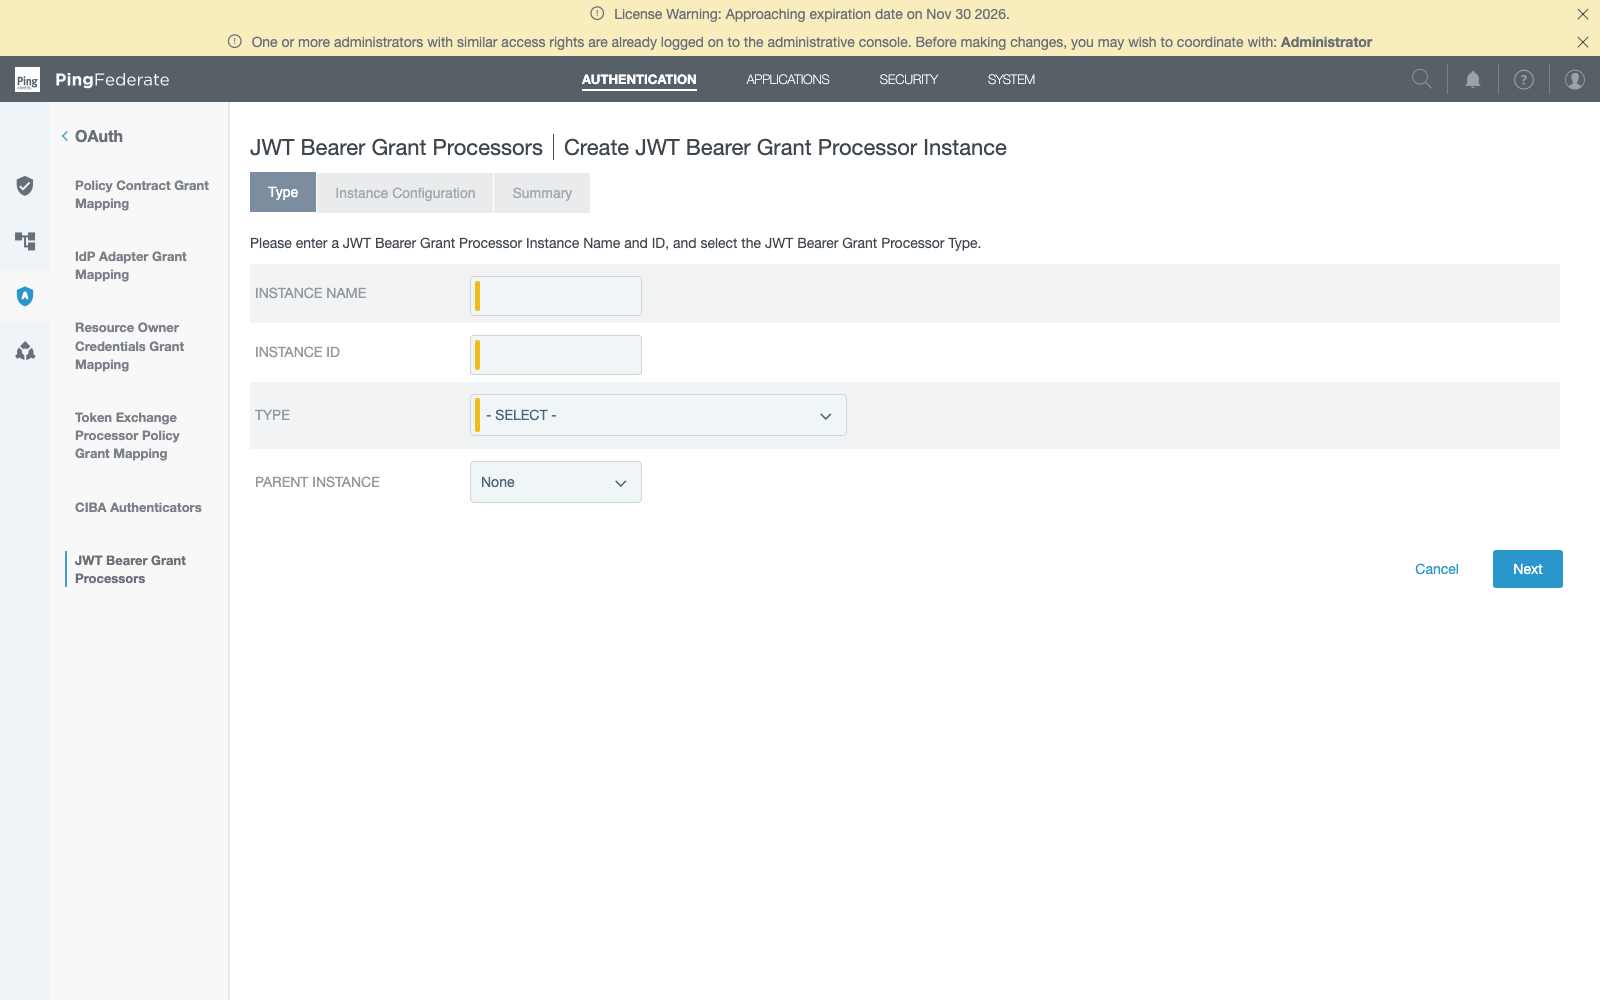 License Warning: Approaching expiration date on Nov 30 2026.
One or more administrators with similar access rights are already logged on to the administrative console. Before making changes, you may wish to coordinate with: Administrator
Ping
PingFederate
AUTHENTICATION
APPLICATIONS
SECURITY
SYSTEM
OAuth
Policy Contract Grant
Mapping
IdP Adapter Grant
Mapping
Resource Owner
Credentials Grant
Mapping
Token Exchange
Processor Policy
Grant Mapping
CIBA Authenticators
JWT Bearer Grant
Processors
JWT Bearer Grant Processors | Create JWT Bearer Grant Processor Instance
Type
Instance Configuration
Summary
Please enter a JWT Bearer Grant Processor Instance Name and ID, and select the JWT Bearer Grant Processor Type.
INSTANCE NAME
INSTANCE ID
TYPE
- SELECT -
PARENT INSTANCE
None
Cancel
Next